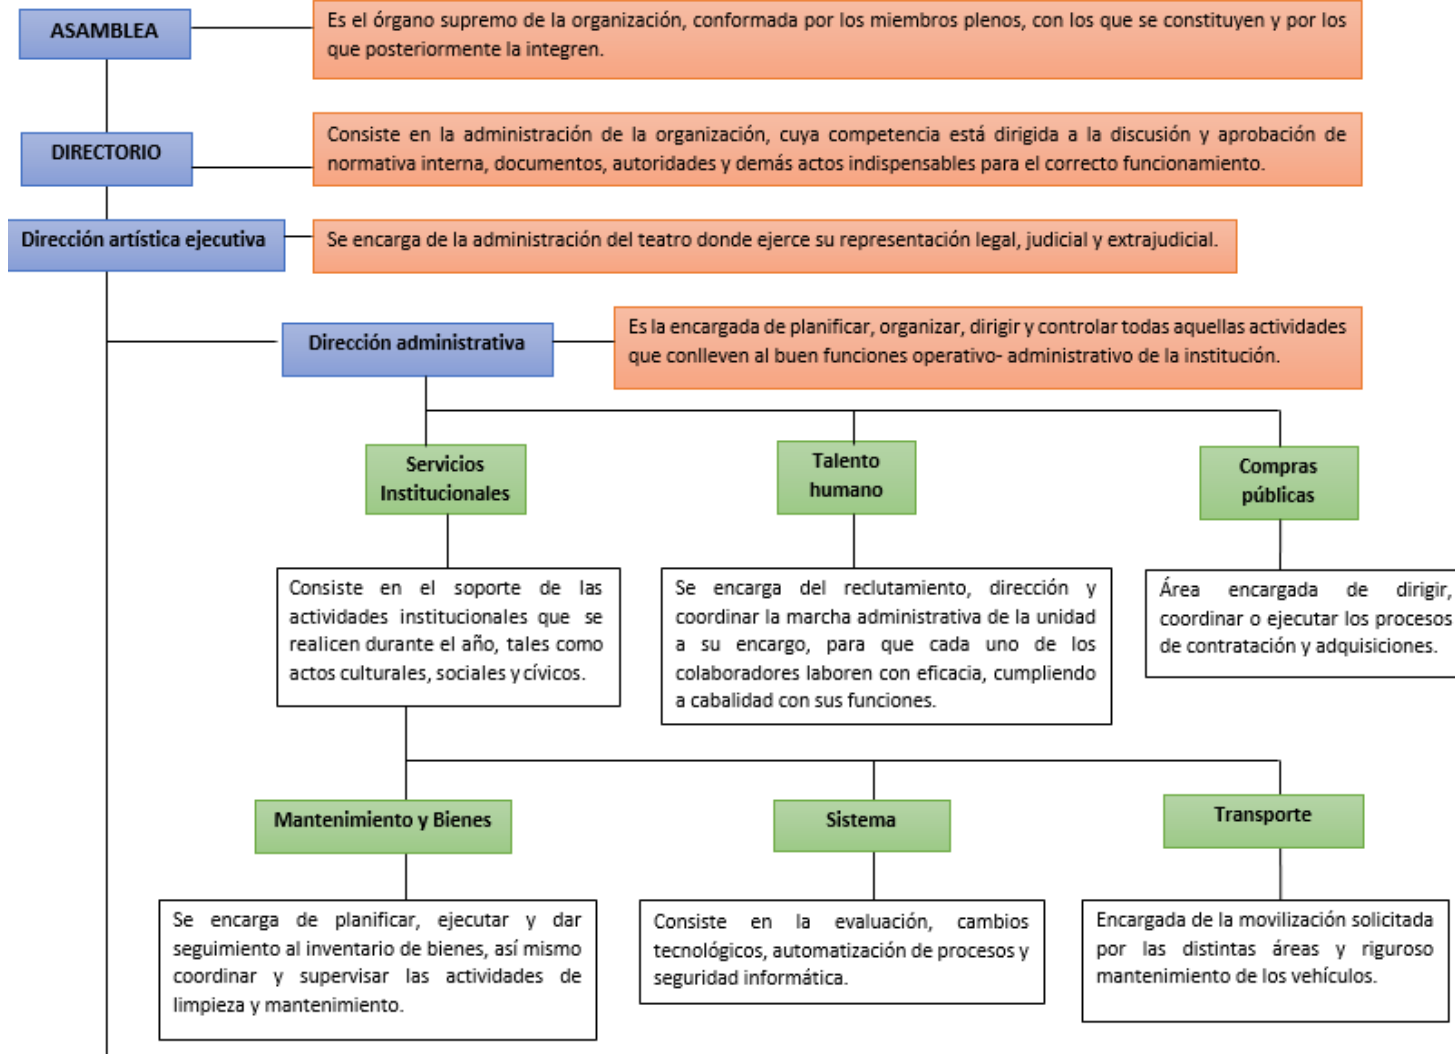 ASAMBLEA
Es el órgano supremo de la organización, conformada por los miembros plenos, con los que se constituyen y por los
que posteriormente la integren.
DIRECTORIO
Consiste en la administración de la organización, cuya competencia está dirigida a la discusión y aprobación de
normativa interna, documentos, autoridades y demás actos indispensables para el correcto funcionamiento.
Dirección artística ejecutiva
Se encarga de la administración del teatro donde ejerce su representación legal, judicial y extrajudicial.
Dirección administrativa
Es la encargada de planificar, organizar, dirigir y controlar todas aquellas actividades
que conlleven al buen funciones operativo- administrativo de la institución.
Servicios
Institucionales
Talento
humano
Compras
públicas
Consiste en el soporte de las
actividades institucionales que se
realicen durante el año, tales como
actos culturales, sociales y cívicos.
Se encarga del reclutamiento, dirección y
coordinar la marcha administrativa de la unidad
a su encargo, para que cada uno de los
colaboradores laboren con eficacia, cumpliendo
a cabalidad con sus funciones.
Área encargada de dirigir,
coordinar o ejecutar los procesos
de contratación y adquisiciones.
Mantenimiento y Bienes
Sistema
Transporte
Se encarga de planificar, ejecutar y dar
seguimiento al inventario de bienes, así mismo
coordinar y supervisar las actividades de
limpieza y mantenimiento.
Consiste en la evaluación, cambios
tecnológicos, automatización de procesos y
seguridad informática.
Encargada de la movilización solicitada
por las distintas áreas y riguroso
mantenimiento de los vehículos.